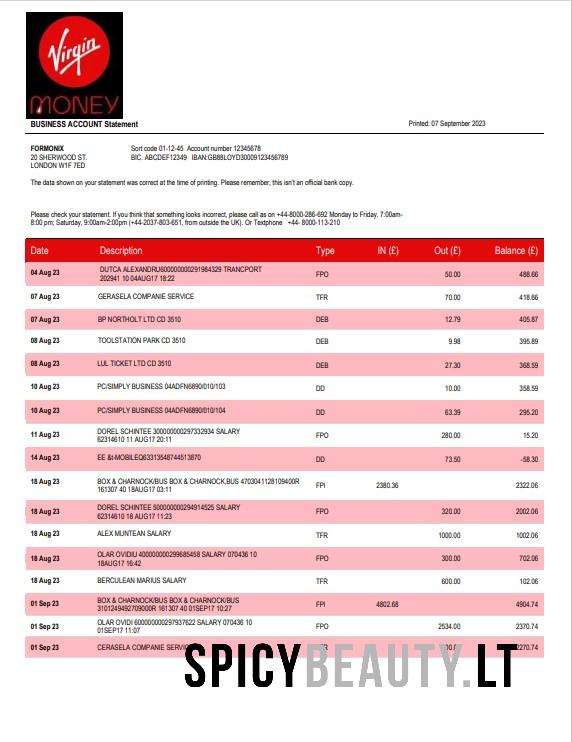 Virgin
MONEY
BUSINESS ACCOUNT Statement
Printed: 07 September 2023
FORMONIX
Sort code 01-12-45 Account number 12345678
20 SHERWOOD ST.
BIC. ABCDEF12349 IBAN:GB88LOYD30009123456789
LONDON W1F 7ED
The data shown on your statement was correct at the time of printing. Please remember, this isn't an official bank copy.
Please check your statement. If you think that something looks incorrect, please call as on +44-8000-286-692 Monday to Friday, 7:00am-
8:00 pm; Saturday, 9:00am-2:00pm (+44-2037-803-651, from outside the UK). Or Textphone +44- 8000-113-210
Date Description Type IN (£) Out (£) Balance (£)
04 Aug 23 DUTCA ALEXANDRU600000000291984329 TRANCPORT
202941 10 04AUG17 18:22 FPO 50.00 488.66
07 Aug 23 GERASELA COMPANIE SERVICE TFR 70.00 418.66
07 Aug 23 BP NORTHOLT LTD CD 3510 DEB 12.79 405.87
08 Aug 23 TOOLSTATION PARK CD 3510 DEB 9.98 395.89
08 Aug 23 LUL TICKET LTD CD 3510 DEB 27.30 368.59
10 Aug 23 PC/SIMPLY BUSINESS 04ADFN6890/010/103 DD 10.00 358.59
10 Aug 23 PC/SIMPLY BUSINESS 04ADFN6890/010/104 DD 63.39 295.20
11 Aug 23 DOREL SCHINTEE 300000000297332934 SALARY
62314610 11 AUG17 20:11 FPO 280.00 15.20
14 Aug 23 EE &t-MOBILEQ63313548744513870 DD 73.50 -58.30
18 Aug 23 BOX & CHARNOCK/BUS BOX & CHARNOCK,BUS 4703041128109400R
161307 40 18AUG17 03:11 FPI 2380.36 2322.06
18 Aug 23 DOREL SCHINTEE 500000000294914525 SALARY
62314610 18 AUG17 11:23 FPO 320.00 2002.06
18 Aug 23 ALEX MUNTEAN SALARY TFR 1000.00 1002.06
18 Aug 23 OLAR OVIDIU 400000000299685458 SALARY 070436 10
18AUG17 16:42 FPO 300.00 702.06
18 Aug 23 BERCULEAN MARIUS SALARY TFR 600.00 102.06
01 Sep 23 BOX & CHARNOCK/BUS BOX & CHARNOCK/BUS
3101249492709000R 161307 40 01SEP17 10:27 FPI 4802.68 4904.74
01 Sep 23 OLAR OVIDI 600000000297937622 SALARY 070436 10
01SEP17 11:07 FPO 2534.00 2370.74
01 Sep 23 CERASELA COMPANIE 2270.74
SPICYBEAUTY.LT